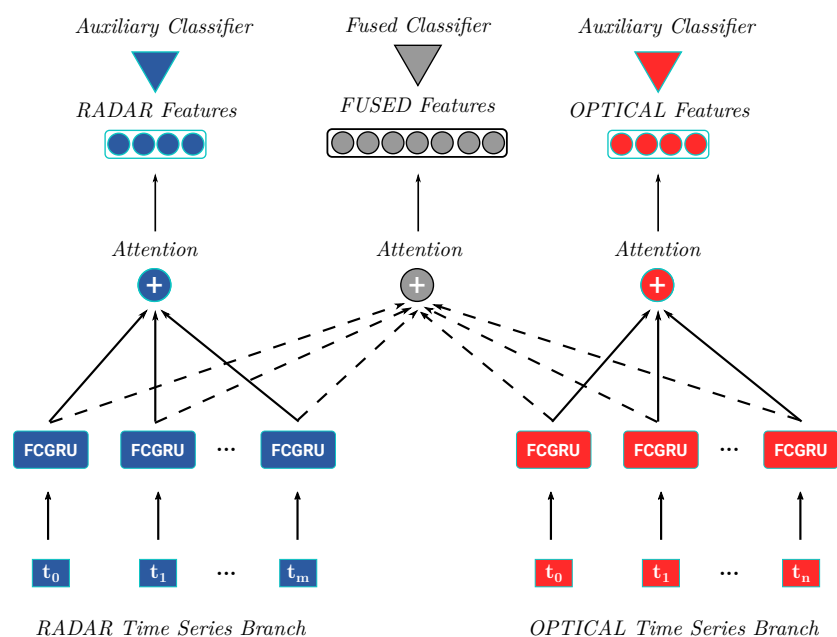 Auxiliary Classifier Fused Classifier Auxiliary Classifier
RADAR Features FUSED Features OPTICAL Features
Attention Attention Attention
+ + +
FCGRU FCGRU ... FCGRU FCGRU FCGRU ... FCGRU
t₀ t₁ ... tₘ t₀ t₁ ... tₙ
RADAR Time Series Branch OPTICAL Time Series Branch